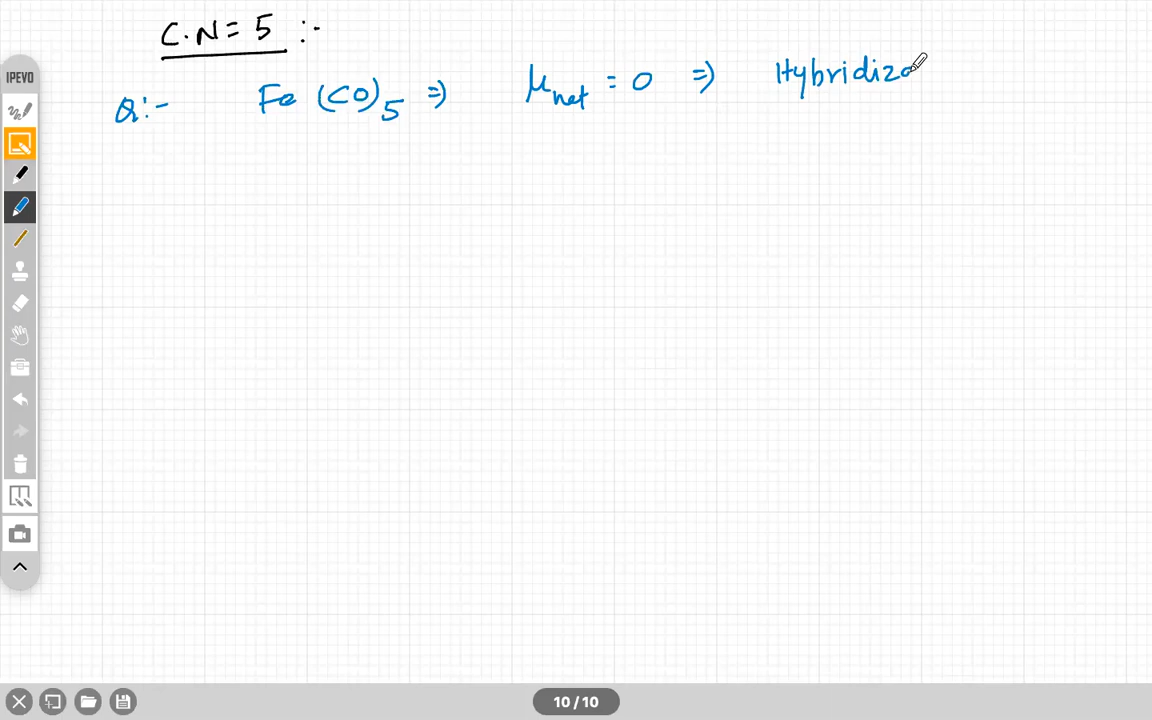 C.N = 5 :-
IPEVO
Q:- Fe (CO)5 ⇒ μnet = 0 ⇒ Hybridiza
10 / 10